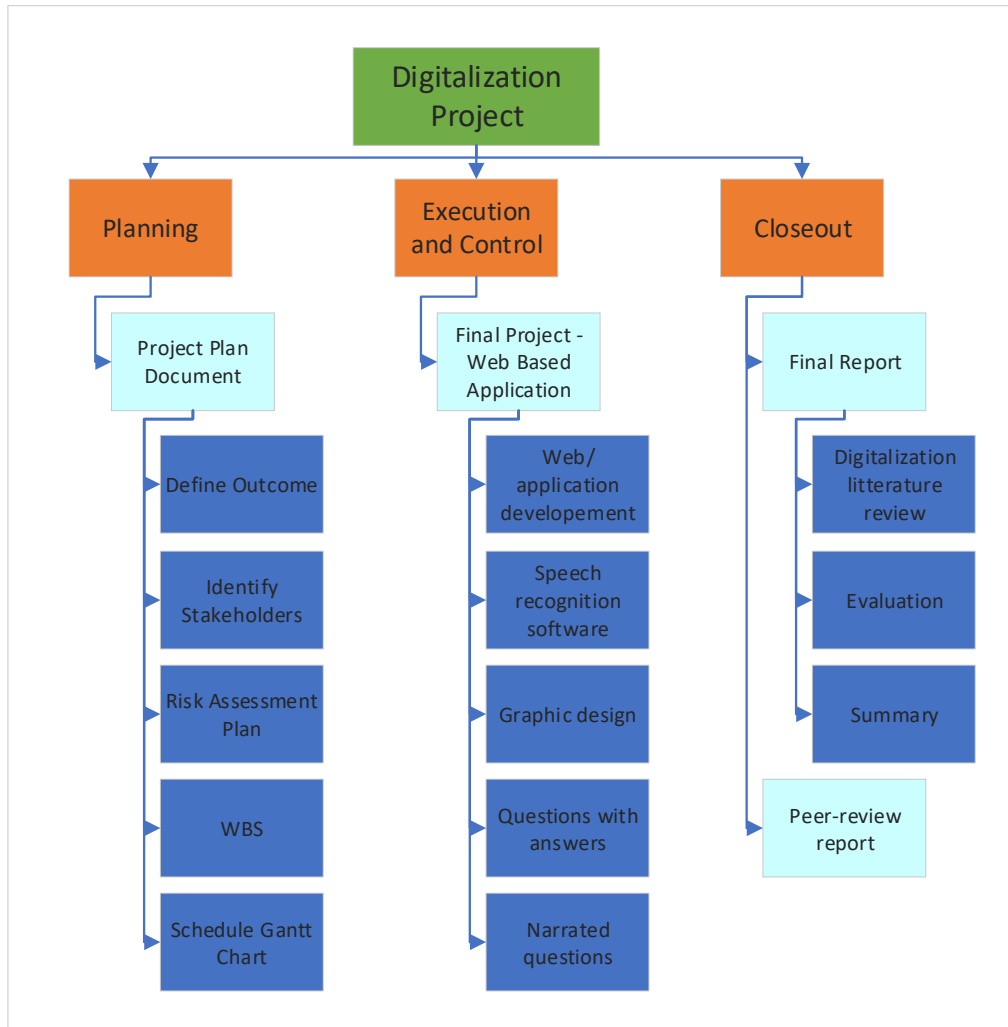 Digitalization
Project
Planning
Execution
and Control
Closeout
Project Plan
Document
Final Project -
Web Based
Application
Final Report
Define Outcome
Web/
application
developement
Digitalization
litterature
review
Identify
Stakeholders
Speech
recognition
software
Evaluation
Risk Assessment
Plan
Graphic design
Summary
WBS
Questions with
answers
Peer-review
report
Schedule Gantt
Chart
Narrated
questions